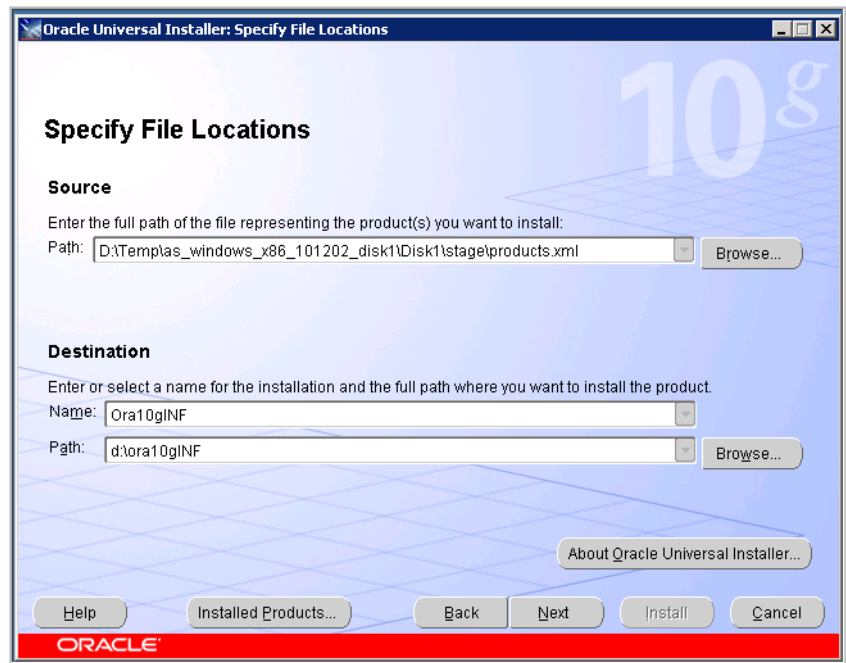 Oracle Universal Installer: Specify File Locations
10g
Specify File Locations
Source
Enter the full path of the file representing the product(s) you want to install:
Path: D:\Temp\as_windows_x86_101202_disk1\Disk1\stage\products.xml Browse...
Destination
Enter or select a name for the installation and the full path where you want to install the product.
Name: Ora10gINF
Path: d:\ora10gINF Browse...
About Oracle Universal Installer...
Help Installed Products... Back Next Install Cancel
ORACLE